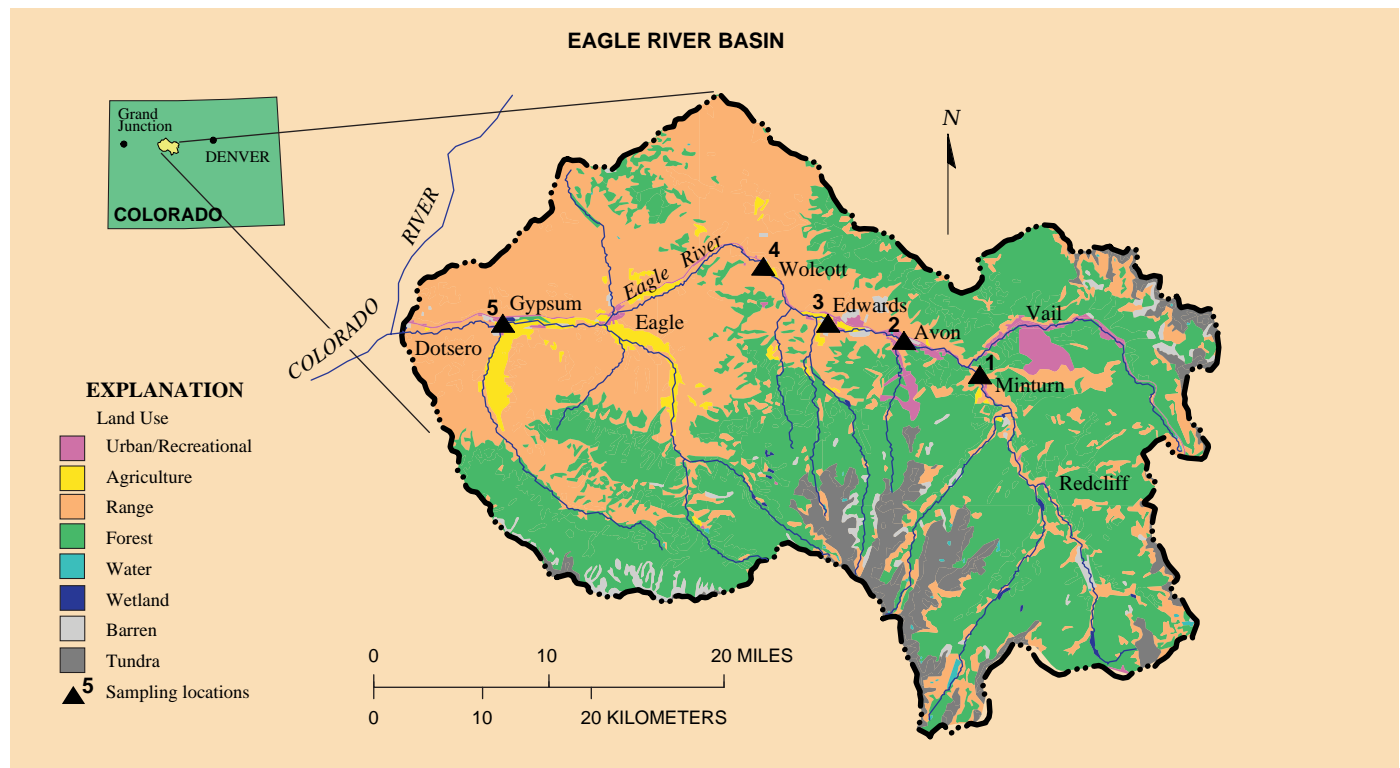 EAGLE RIVER BASIN
Grand
Junction
DENVER
COLORADO
COLORADO
RIVER
N
Eagle River
4
Wolcott
5
Gypsum
3
Edwards
2
Avon
Vail
Eagle
Dotsero
1
Minturn
Redcliff
EXPLANATION
Land Use
Urban/Recreational
Agriculture
Range
Forest
Water
Wetland
Barren
Tundra
5 Sampling locations
0 10 20 MILES
0 10 20 KILOMETERS